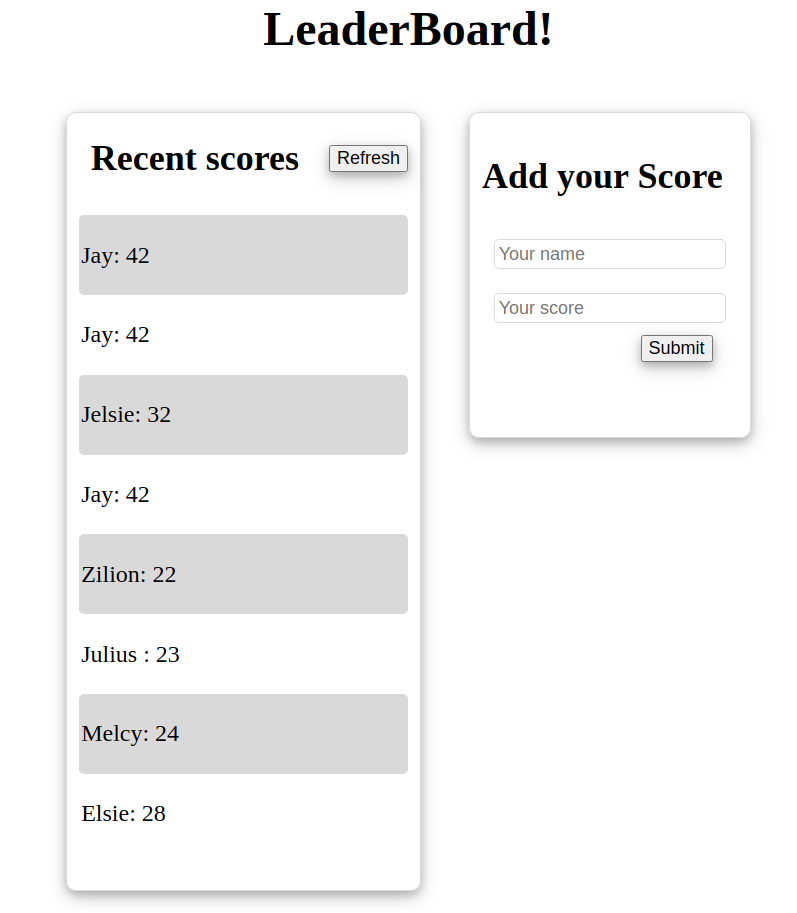 LeaderBoard!
Recent scores
Refresh
Jay: 42
Jay: 42
Jelsie: 32
Jay: 42
Zilion: 22
Julius : 23
Melcy: 24
Elsie: 28
Add your Score
Your name
Your score
Submit